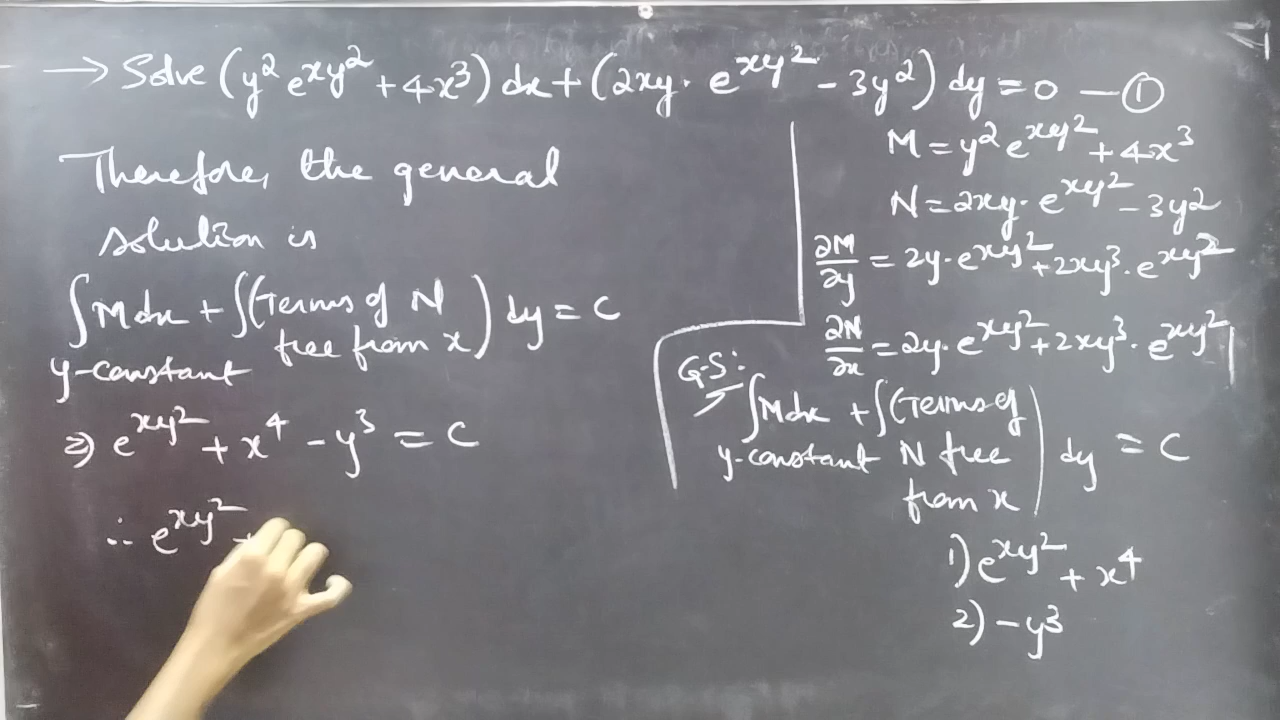 → Solve (y² e^{xy²} + 4x³) dx + (2xy · e^{xy²} - 3y²) dy = 0 — ①
Therefore, the general
solution is
∫ M dx + ∫ (Terms of N
free from x) dy = C
y-constant
⇒ e^{xy²} + x⁴ - y³ = C
∴ e^{xy²} +
M = y² e^{xy²} + 4x³
N = 2xy · e^{xy²} - 3y²
∂M/∂y = 2y · e^{xy²} + 2xy³ · e^{xy²}
∂N/∂x = 2y · e^{xy²} + 2xy³ · e^{xy²}
G.S:
∫ M dx + ∫ (Terms of
y-constant N free
from x) dy = C
1) e^{xy²} + x⁴
2) - y³